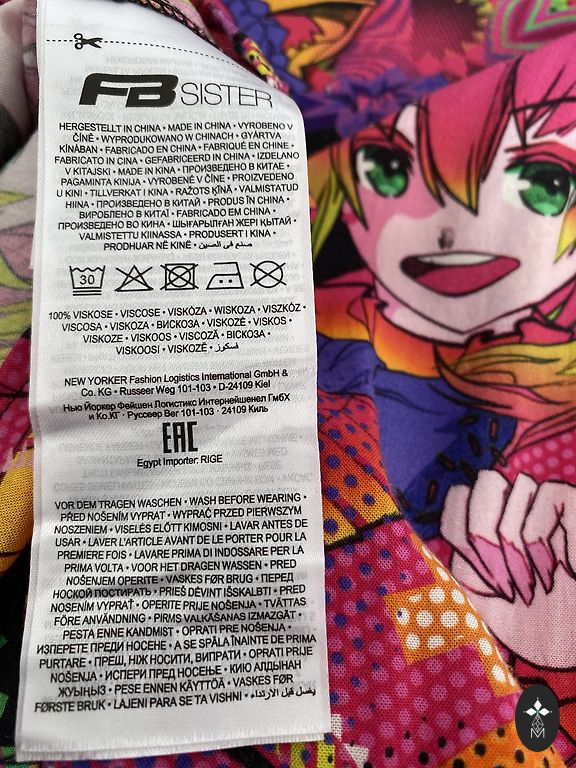 FB SISTER
HERGESTELLT IN CHINA • MADE IN CHINA • VYROBENO V
ČÍNĚ • WYPRODUKOWANO W CHINACH • GYÁRTVA
KÍNÁBAN • FABRICADO EN CHINA • FABRIQUÉ EN CHINE •
FABRICATO IN CINA • GEFABRICEERD IN CHINA • IZDELANO
V KITAJSKI • MADE IN KINA • ПРОИЗВЕДЕНО В КИТАЕ •
PAGAMINTA KINIJA • VYROBENÉ V ČÍNE • PROIZVEDENO
U KINI • TILLVERKAT I KINA • RAŽOTS ĶĪNĀ • VALMISTATUD
HIINA • ПРОИЗВЕДЕНО В КИТАЙ • PRODUS ÎN CHINA •
ВИРОБЛЕНО В КИТАЇ • FABRICADO EM CHINA •
ПРОИЗВЕДЕНО ВО КИНА • ШЫҒАРЫЛҒАН ЖЕРІ ҚЫТАЙ •
VALMISTETTU KIINASSA • PRODUSERT I KINA •
PRODHUAR NË KINË • صنع في الصين
30
100% VISKOSE • VISCOSE • VISKÓZA • WISKOZA • VISZKÓZ •
VISCOSA • VISKOZA • ВИСКОЗА • VISKOZĖ • VISKOS •
VISKOZE • VISKOOS • VISCOZĂ • ВІСКОЗА •
VISKOOSI • VISKOZË • فسكوز
NEW YORKER Fashion Logistics International GmbH &
Co. KG • Russeer Weg 101-103 • D-24109 Kiel
Нью Йоркер Фейшен Логистикс Интернейшенел ГмбХ
и Ко.КГ • Руссеер Вег 101-103 • 24109 Киль
EAC
Egypt Importer: RIGE
VOR DEM TRAGEN WASCHEN • WASH BEFORE WEARING •
PŘED NOŠENÍM VYPRAT • WYPRAĆ PRZED PIERWSZYM
NOSZENIEM • VISELÉS ELŐTT KIMOSNI • LAVAR ANTES DE
USAR • LAVER L'ARTICLE AVANT DE LE PORTER POUR LA
PREMIERE FOIS • LAVARE PRIMA DI INDOSSARE PER LA
PRIMA VOLTA • VOOR HET DRAGEN WASSEN • PRED
NOŠENJEM OPERITE • VASKES FØR BRUG • ПЕРЕД
НОСКОЙ ПОСТИРАТЬ • PRIEŠ DĖVINT IŠSKALBTI • PRED
NOSENÍM VYPRAŤ • OPERITE PRIJE NOŠENJA • TVÄTTAS
FÖRE ANVÄNDNING • PIRMS VALKĀŠANAS IZMAZGĀT •
PESTA ENNE KANDMIST • OPRATI PRE NOŠENJA •
ИЗПЕРЕТЕ ПРЕДИ НОСЕНЕ • A SE SPĂLA ÎNAINTE DE PRIMA
PURTARE • ПРЕШ, НІЖ НОСИТИ, ВИПРАТИ • OPRATI PRIJE
NOŠENJA • ИСПЕРИ ПРЕД НОСЕЊЕ • КИЮ АЛДЫНАН
ЖУЫҢЫЗ • PESE ENNEN KÄYTTÖÄ • VASKES FØR
FØRSTE BRUK • LAJENI PARA SE TA VISHNI • يغسل قبل الارتداء